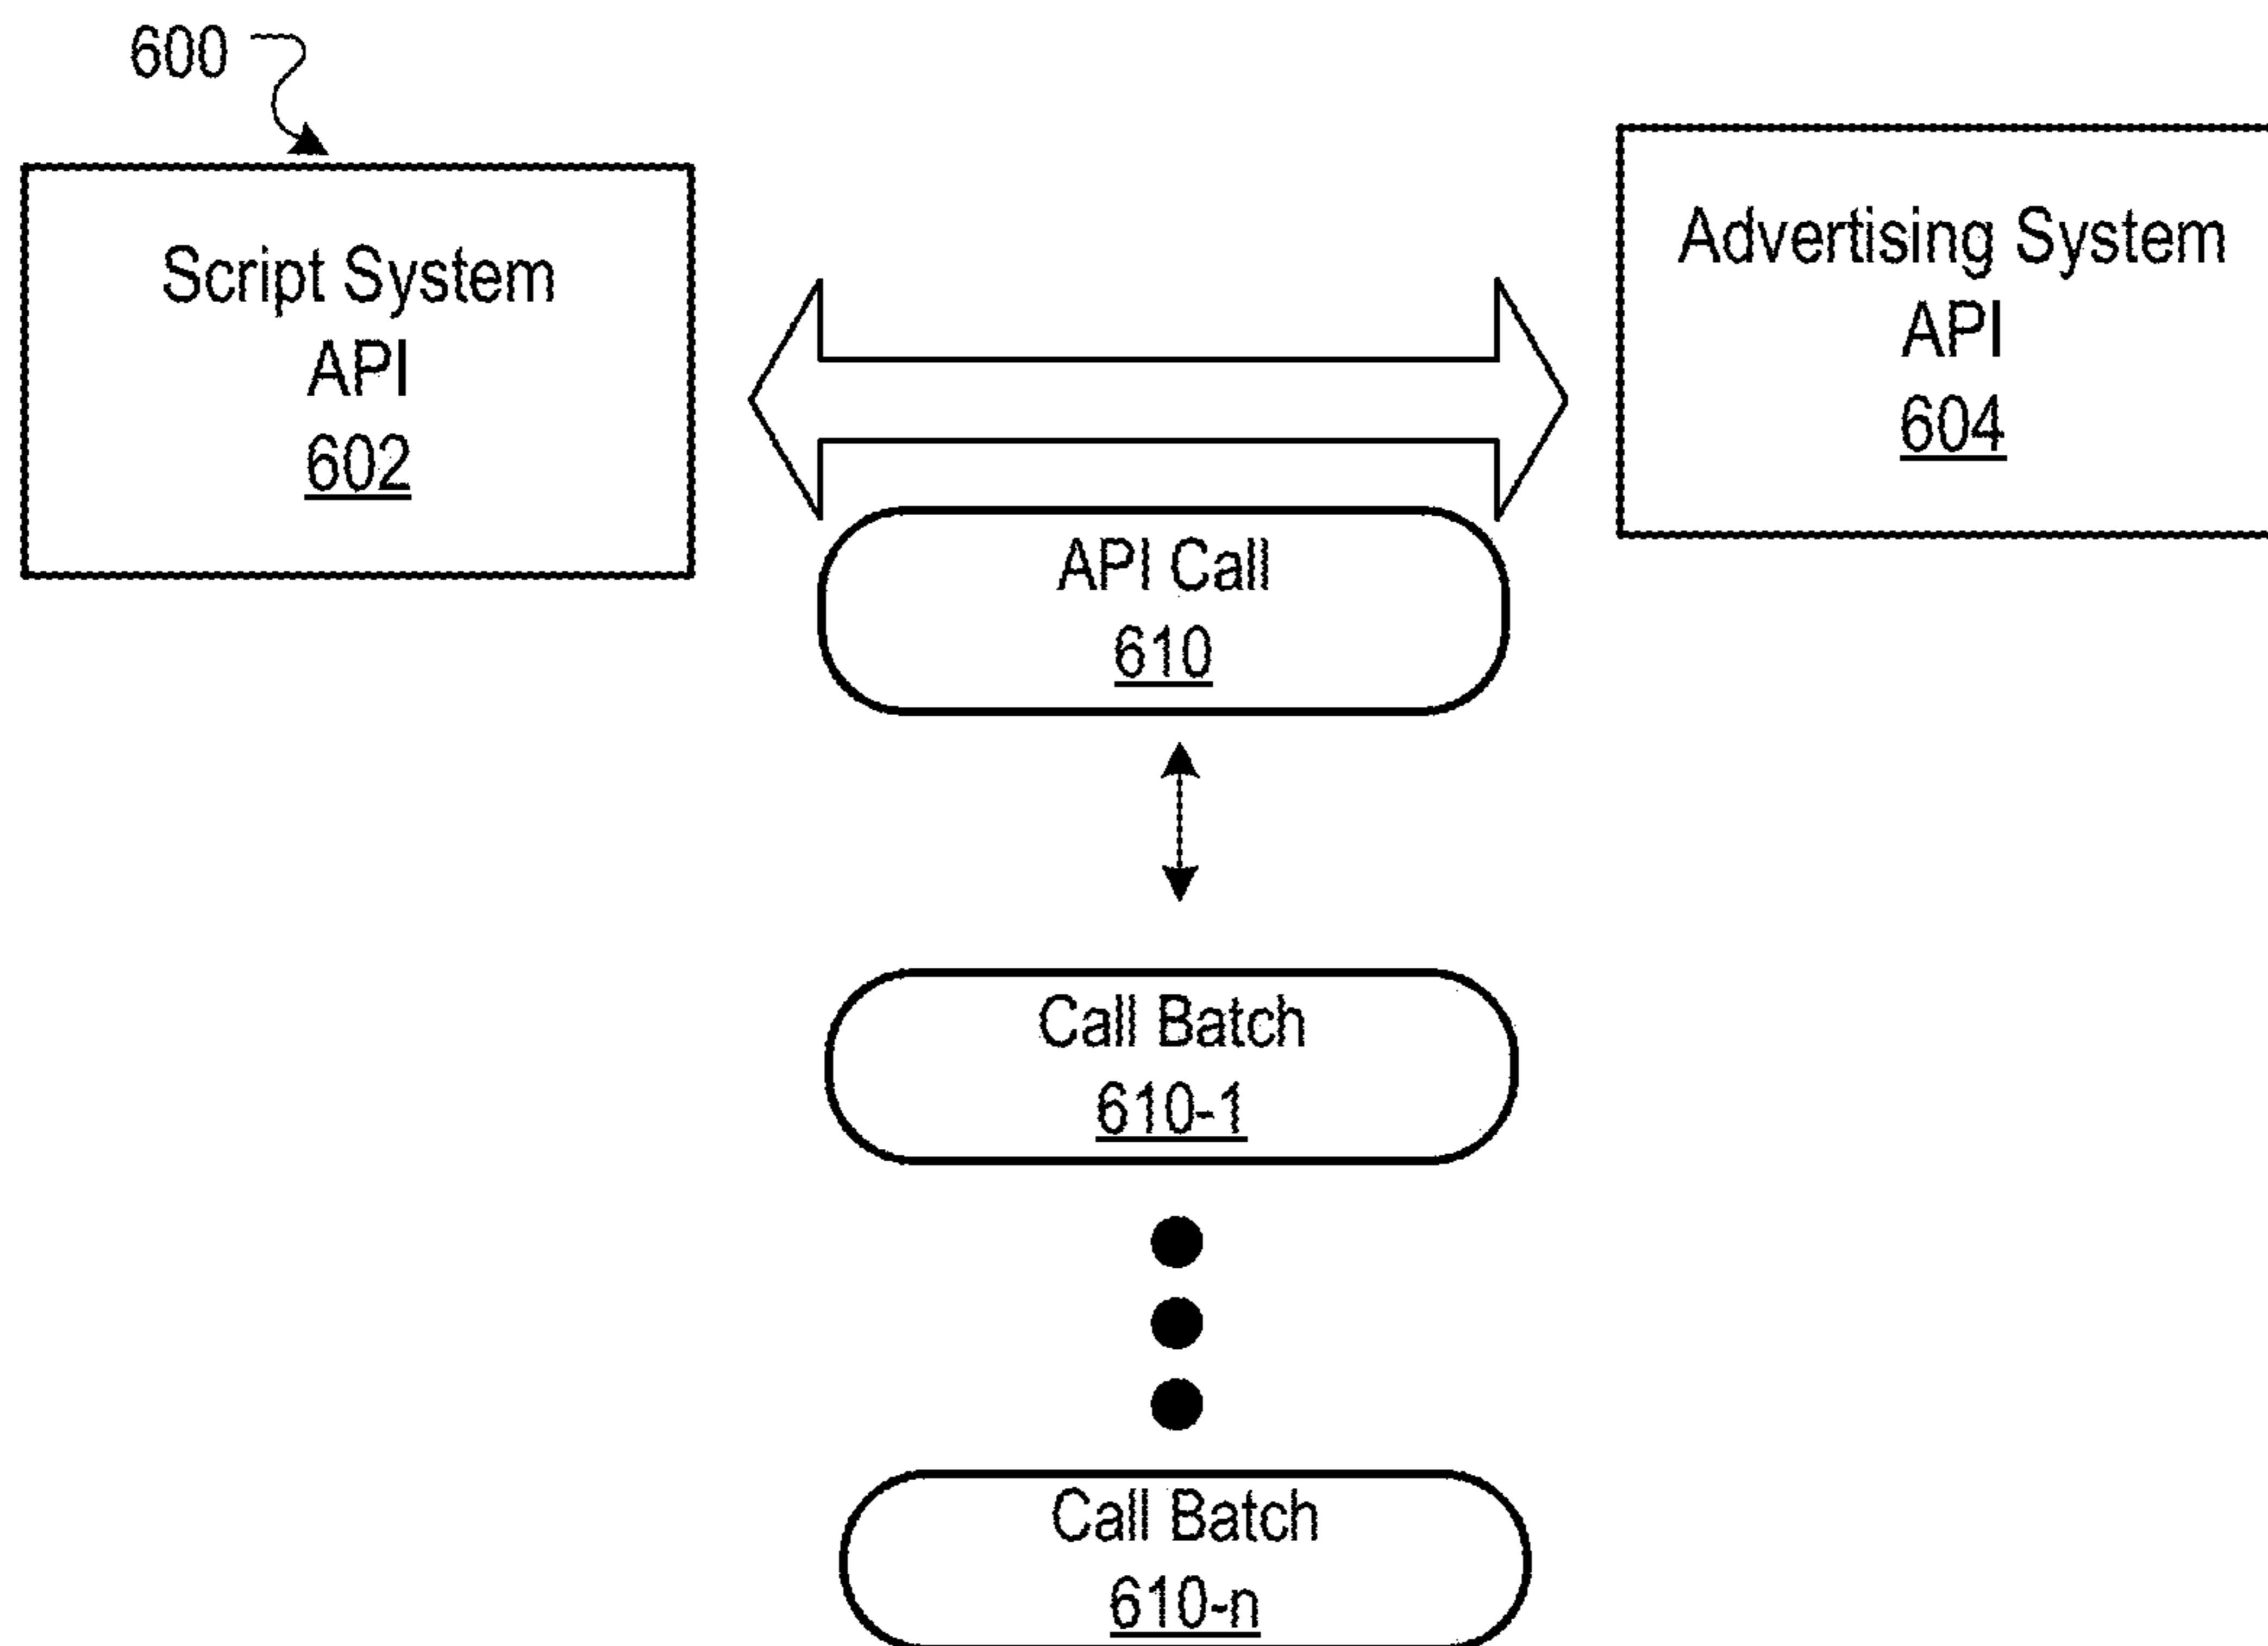 600
Script System
API
602
Advertising System
API
604
API Call
610
Call Batch
610-1
Call Batch
610-n